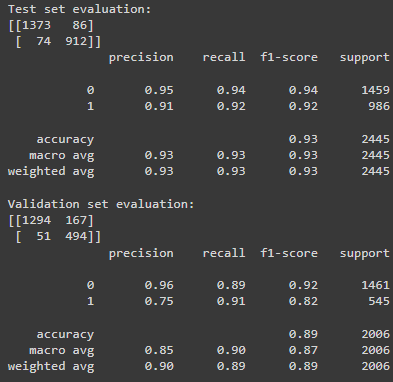 Test set evaluation:
[[1373   86]
 [  74  912]]
              precision    recall  f1-score   support

           0       0.95      0.94      0.94      1459
           1       0.91      0.92      0.92       986

    accuracy                           0.93      2445
   macro avg       0.93      0.93      0.93      2445
weighted avg       0.93      0.93      0.93      2445

Validation set evaluation:
[[1294  167]
 [  51  494]]
              precision    recall  f1-score   support

           0       0.96      0.89      0.92      1461
           1       0.75      0.91      0.82       545

    accuracy                           0.89      2006
   macro avg       0.85      0.90      0.87      2006
weighted avg       0.90      0.89      0.89      2006